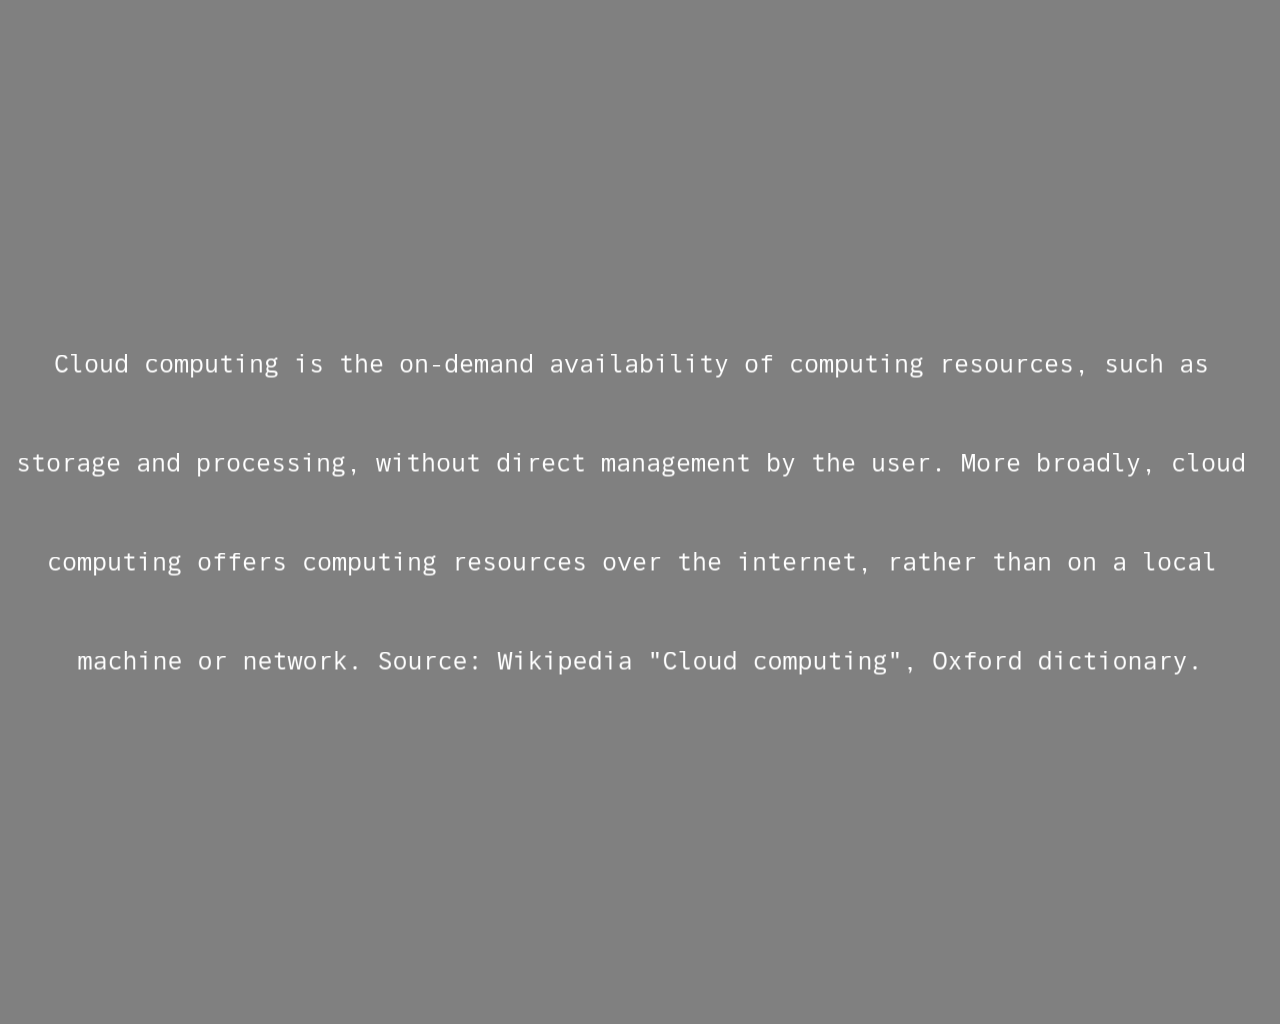 Cloud computing is the on-demand availability of computing resources, such as
storage and processing, without direct management by the user. More broadly, cloud
computing offers computing resources over the internet, rather than on a local
machine or network. Source: Wikipedia "Cloud computing", Oxford dictionary.